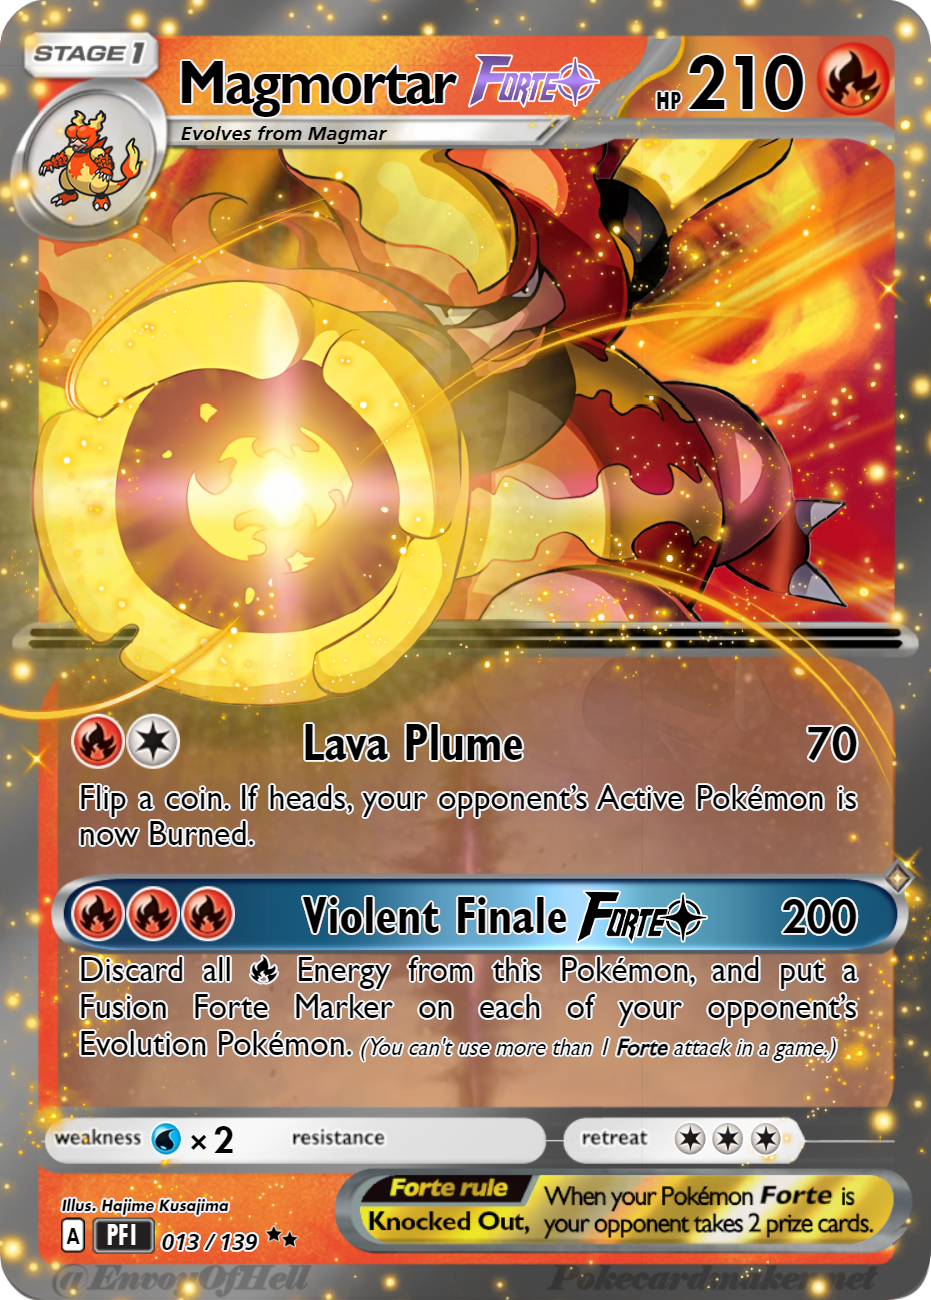 STAGE 1
Magmortar FORTE HP 210
Evolves from Magmar
Lava Plume 70
Flip a coin. If heads, your opponent's Active Pokémon is
now Burned.
Violent Finale FORTE 200
Discard all Energy from this Pokémon, and put a
Fusion Forte Marker on each of your opponent's
Evolution Pokémon. (You can't use more than 1 Forte attack in a game.)
weakness × 2 resistance retreat
Illus. Hajime Kusajima
A PFI 013 / 139
Forte rule When your Pokémon Forte is
Knocked Out, your opponent takes 2 prize cards.
@EnvoyOfHell Pokecardmaker.net